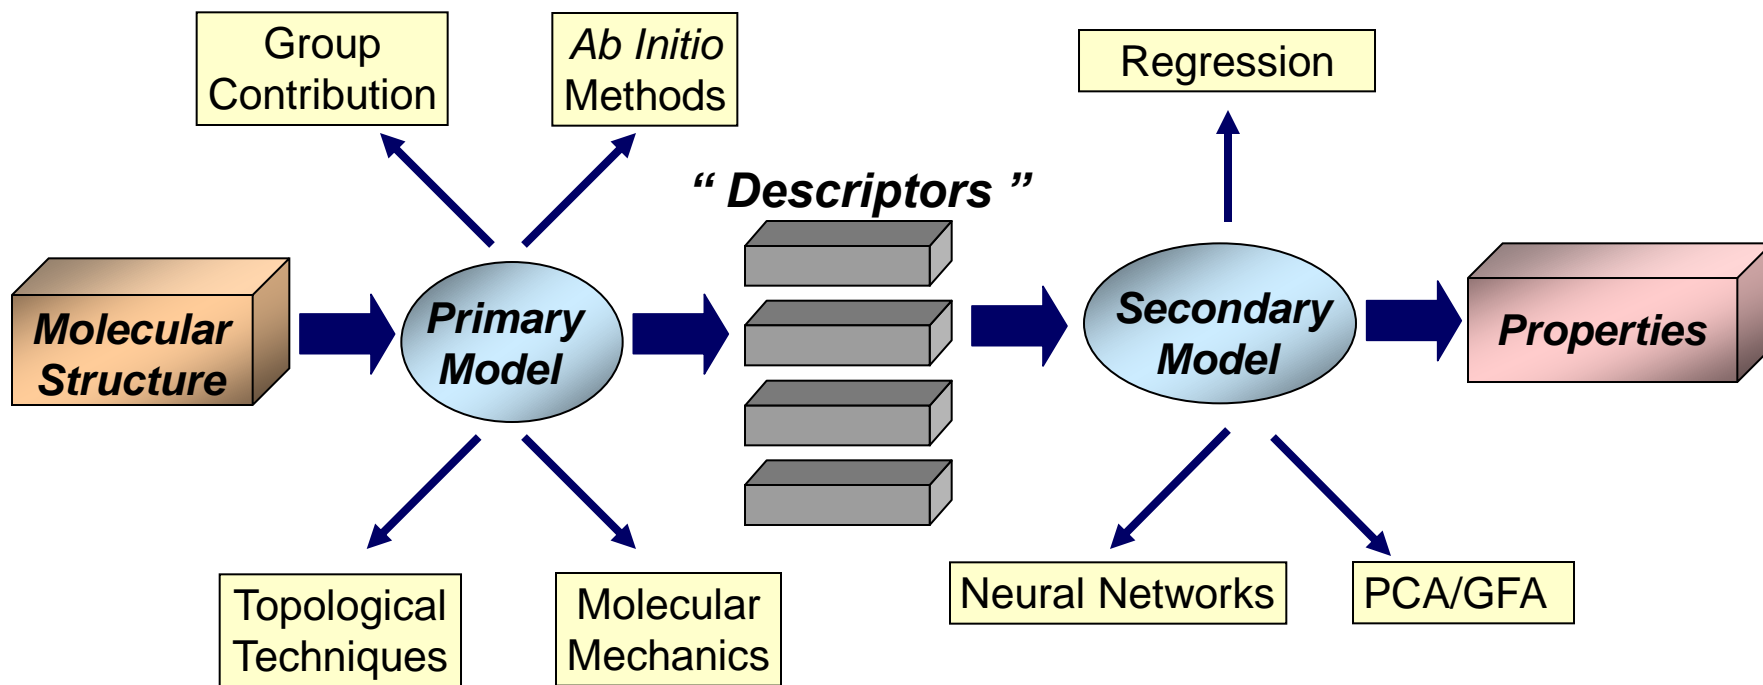 Group
Contribution
Ab Initio
Methods
Regression
“ Descriptors ”
Molecular
Structure
Primary
Model
Secondary
Model
Properties
Topological
Techniques
Molecular
Mechanics
Neural Networks
PCA/GFA